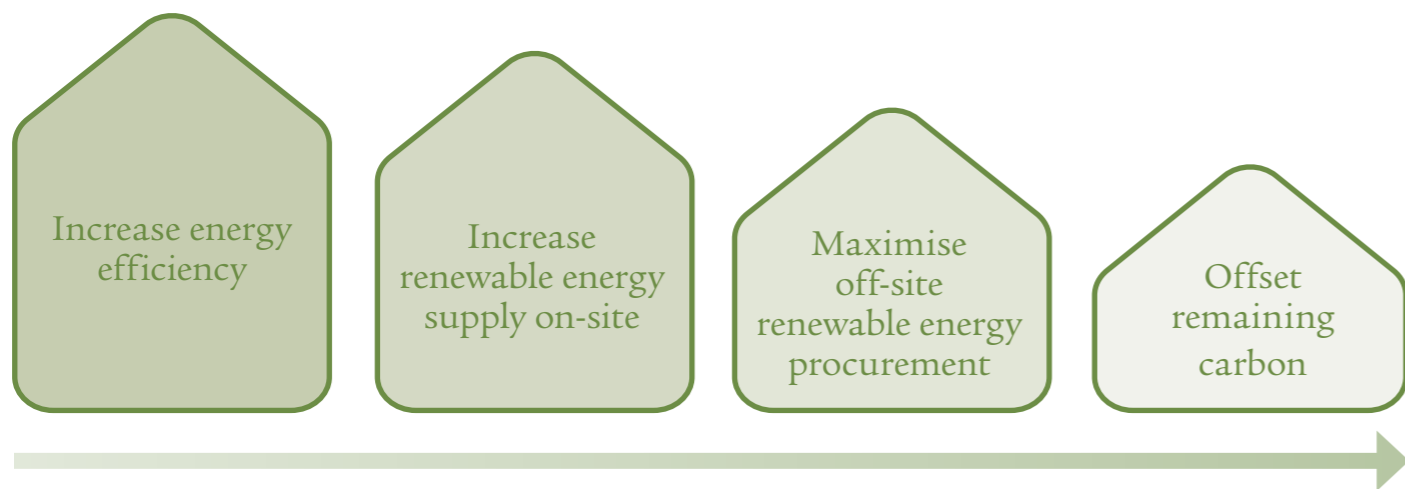 Increase energy
efficiency
Increase
renewable energy
supply on-site
Maximise
off-site
renewable energy
procurement
Offset
remaining
carbon